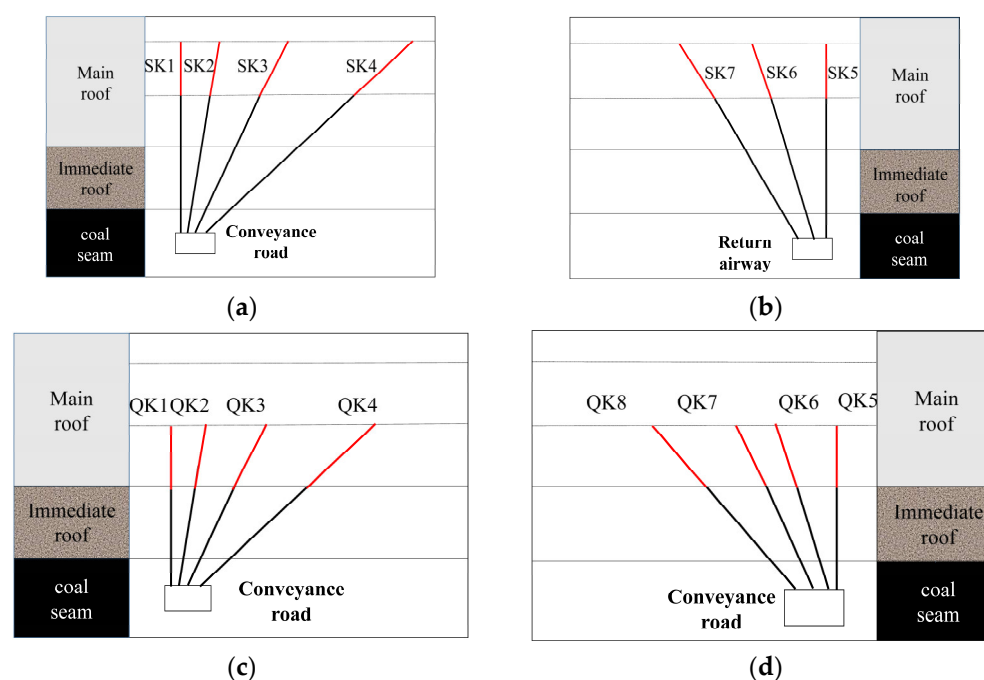 Main
roof
Immediate
roof
coal
seam
SK1
SK2
SK3
SK4
Conveyance
road
(a)
SK7
SK6
SK5
Main
roof
Immediate
roof
coal
seam
Return
airway
(b)
Main
roof
Immediate
roof
coal
seam
QK1
QK2
QK3
QK4
Conveyance
road
(c)
QK8
QK7
QK6
QK5
Main
roof
Immediate
roof
coal
seam
Conveyance
road
(d)